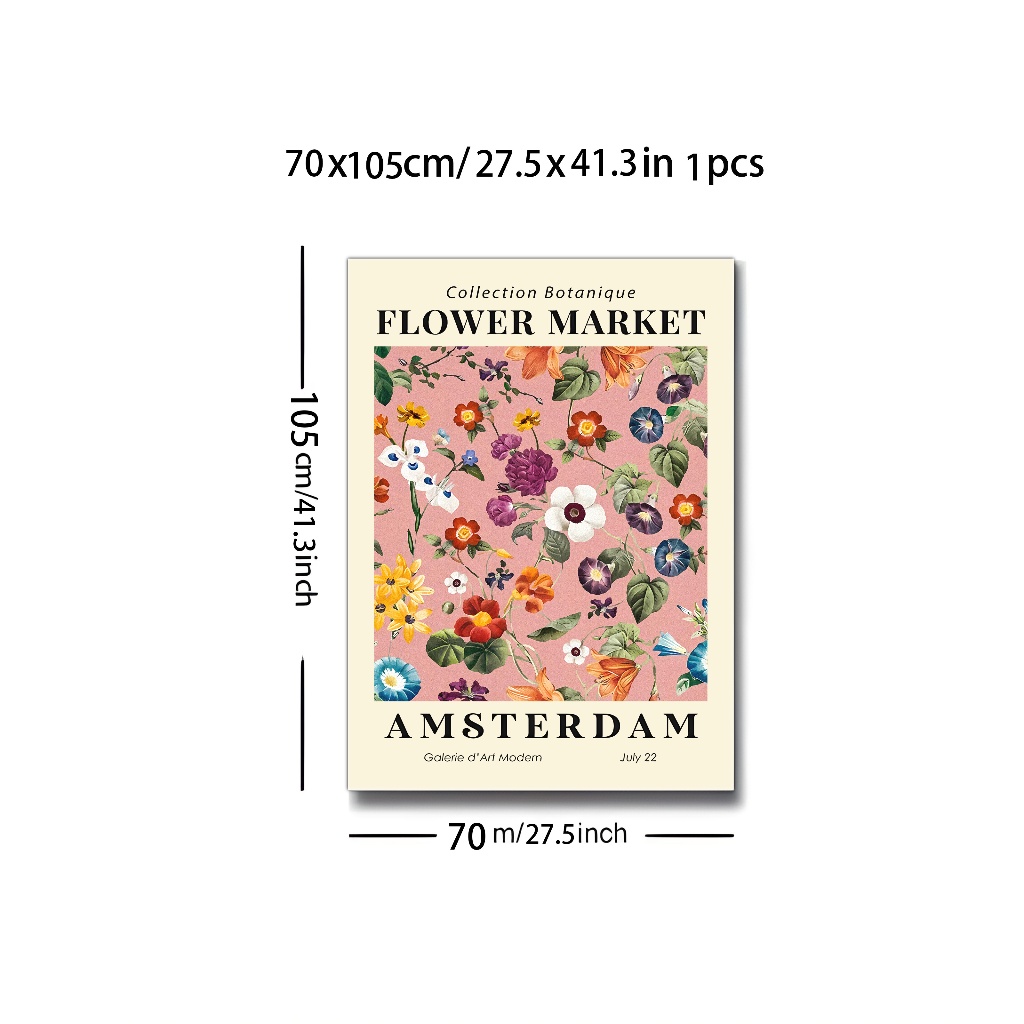 70x105cm/27.5x41.3in 1pcs
Collection Botanique
FLOWER MARKET
105cm/41.3inch
AMSTERDAM
Galerie d'Art Modern July 22
70 m/27.5inch